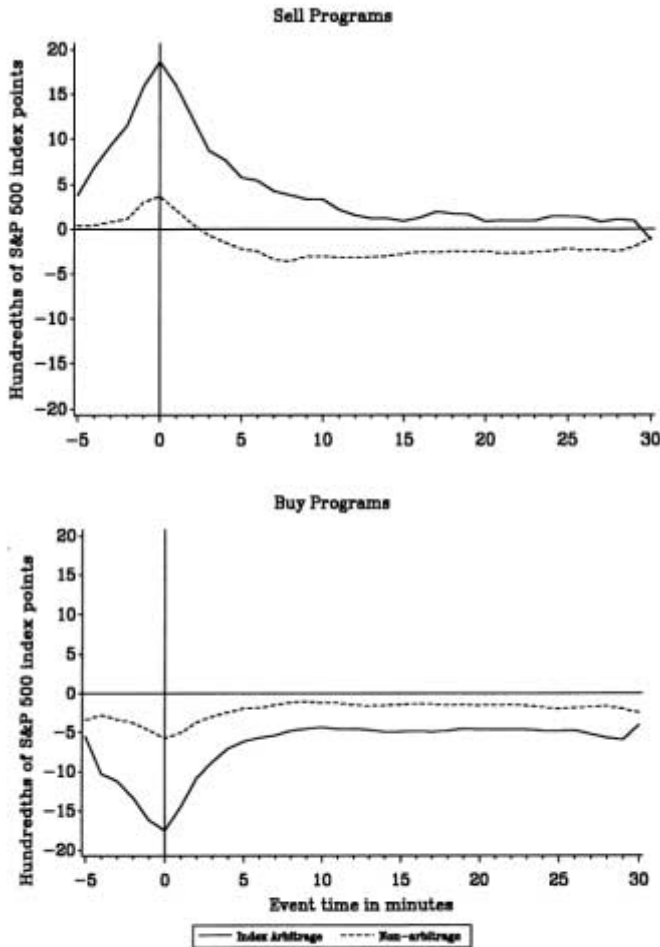 Sell Programs
Hundredths of S&P 500 index points
20
15
10
5
0
−5
−10
−15
−20
−5 0 5 10 15 20 25 30
Buy Programs
Hundredths of S&P 500 index points
20
15
10
5
0
−5
−10
−15
−20
−5 0 5 10 15 20 25 30
Event time in minutes
Index Arbitrage Non-arbitrage